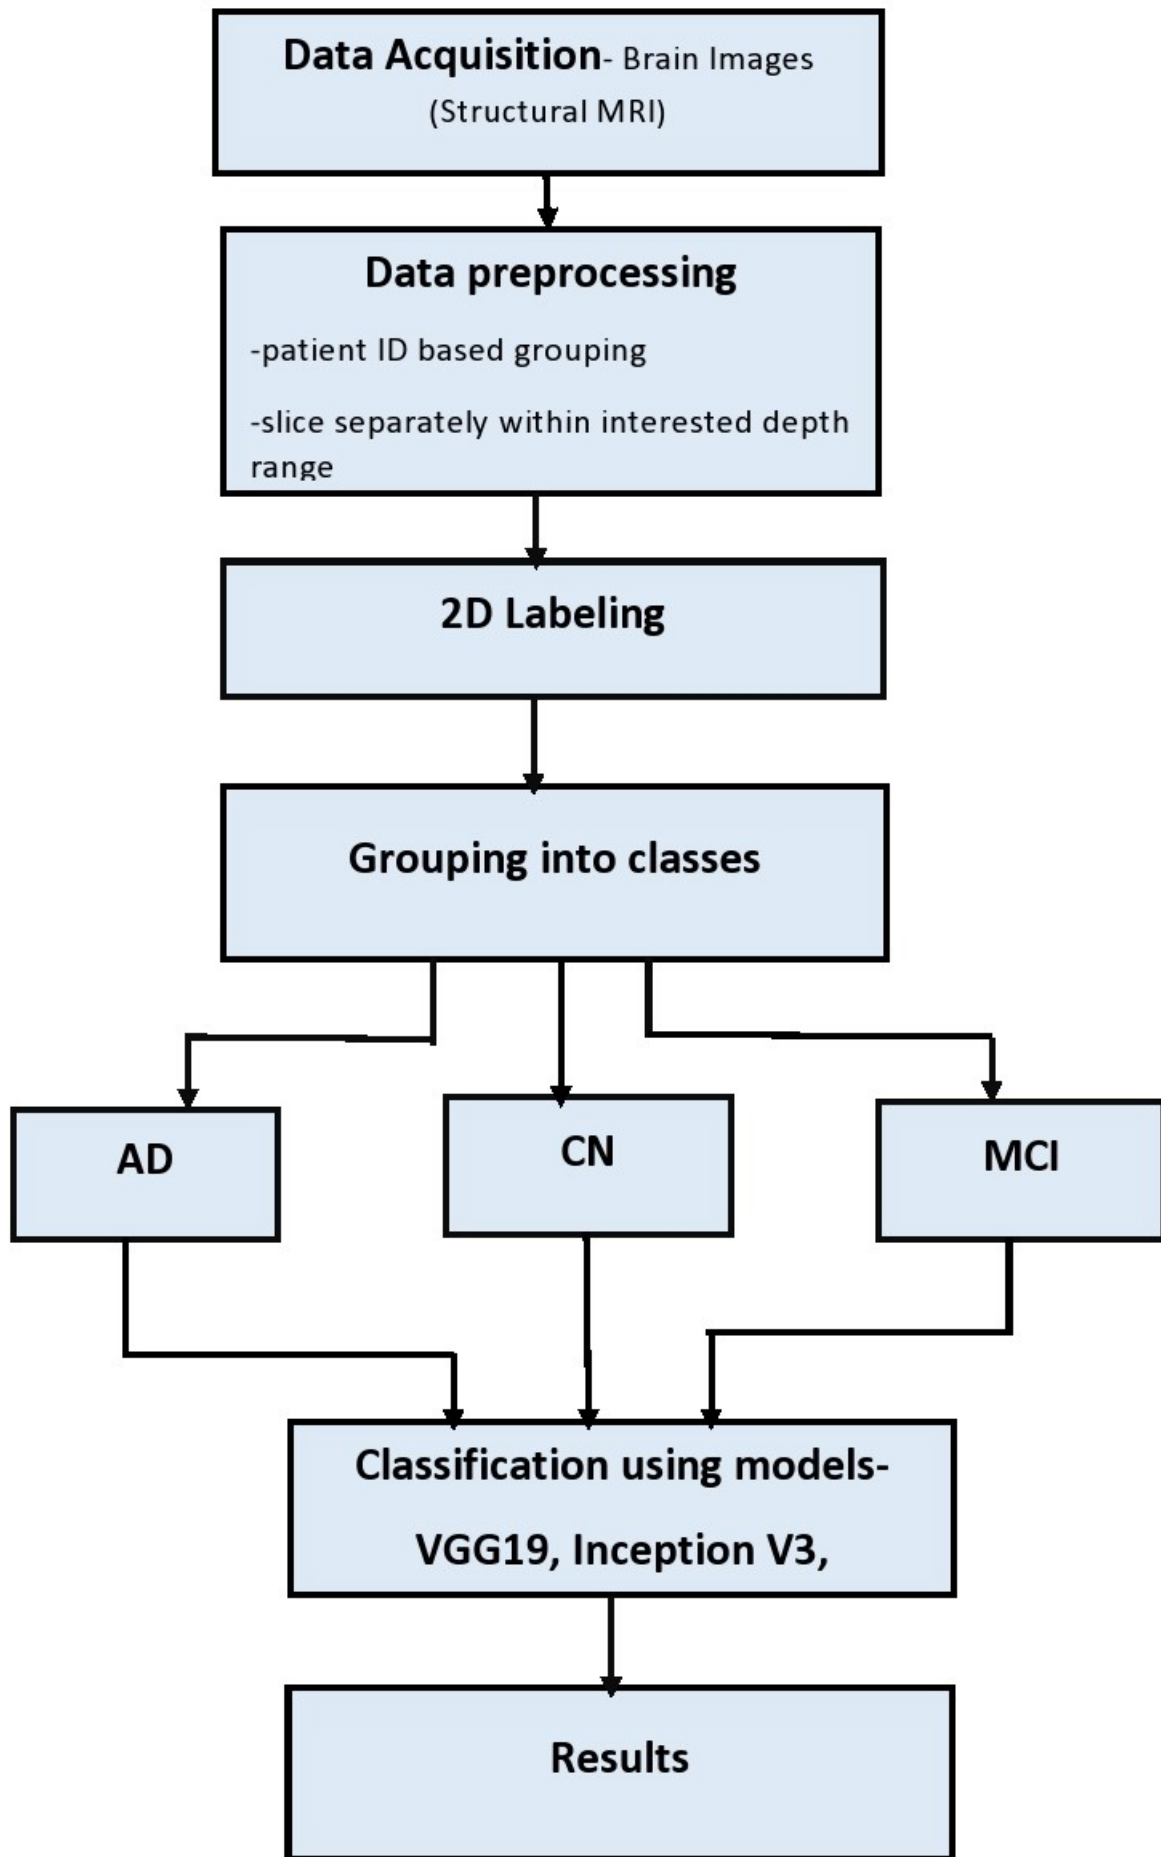 Data Acquisition- Brain Images
(Structural MRI)
Data preprocessing
-patient ID based grouping
-slice separately within interested depth
range
2D Labeling
Grouping into classes
AD
CN
MCI
Classification using models-
VGG19, Inception V3,
Results